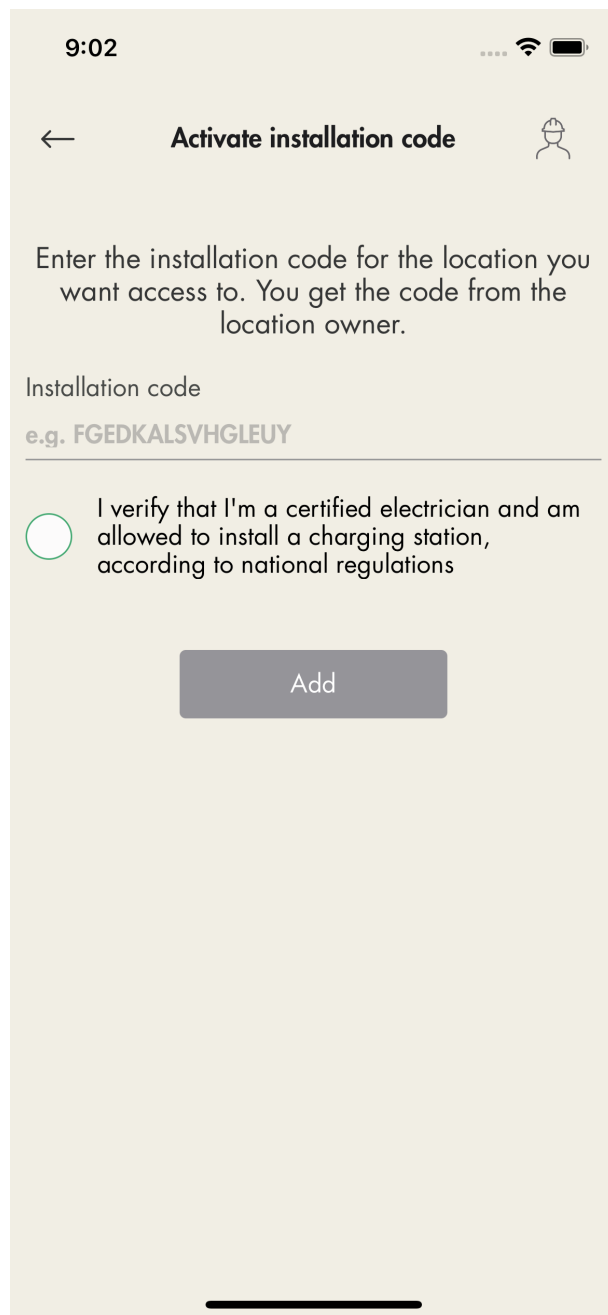 9:02
Activate installation code
Enter the installation code for the location you
want access to. You get the code from the
location owner.
Installation code
e.g. FGEDKALSVHGLEUY
I verify that I'm a certified electrician and am
allowed to install a charging station,
according to national regulations
Add